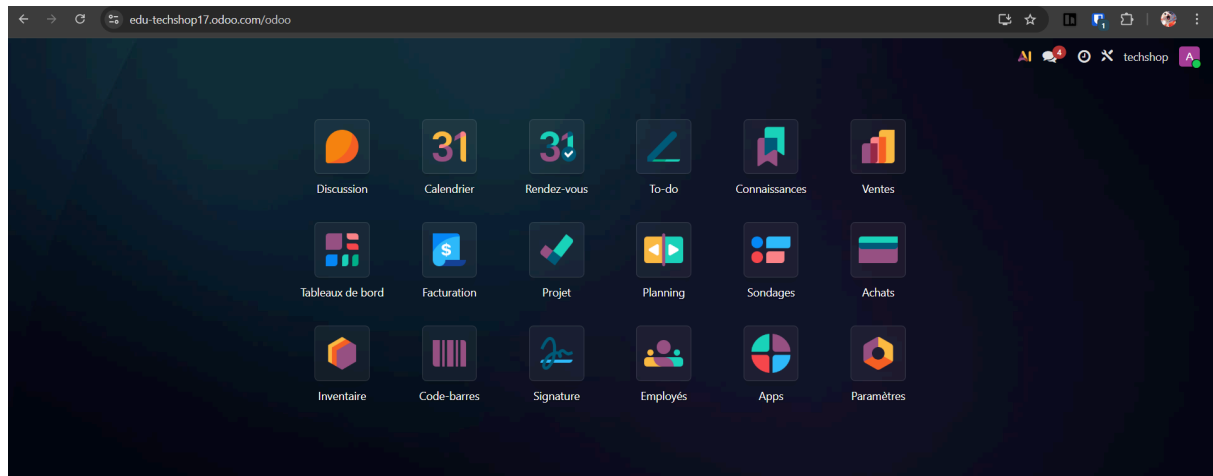 edu-techshop17.odoo.com/odoo
1
AI 4 techshop A
31 31
Discussion Calendrier Rendez-vous To-do Connaissances Ventes
$
Tableaux de bord Facturation Projet Planning Sondages Achats
Inventaire Code-barres Signature Employés Apps Paramètres